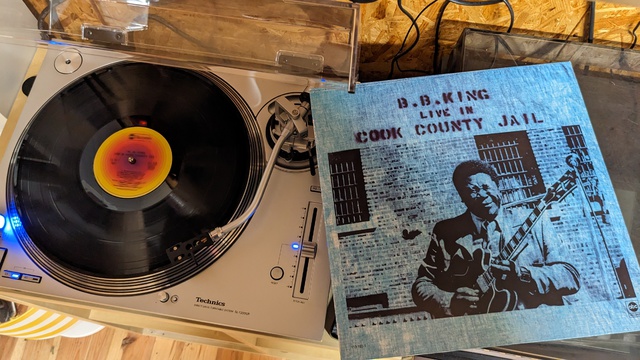 B.B.KING
LIVE IN
COOK COUNTY JAIL
Technics